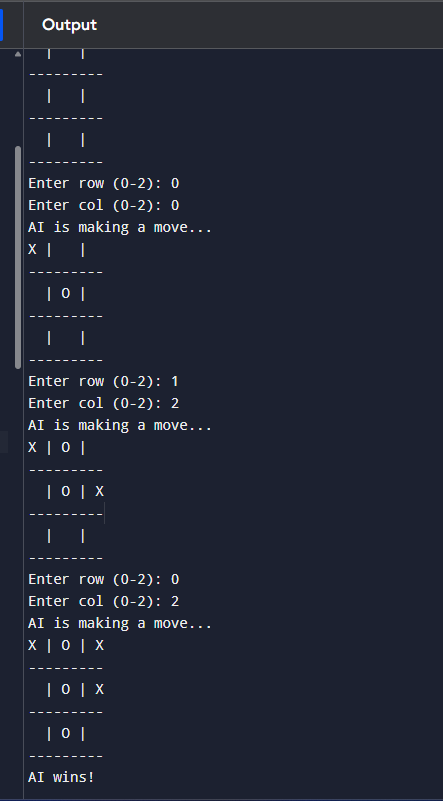 Output
  |   |
---------
  |   |
---------
  |   |
---------
Enter row (0-2): 0
Enter col (0-2): 0
AI is making a move...
X |   |
---------
  | O |
---------
  |   |
---------
Enter row (0-2): 1
Enter col (0-2): 2
AI is making a move...
X | O |
---------
  | O | X
---------
  |   |
---------
Enter row (0-2): 0
Enter col (0-2): 2
AI is making a move...
X | O | X
---------
  | O | X
---------
  | O |
---------
AI wins!